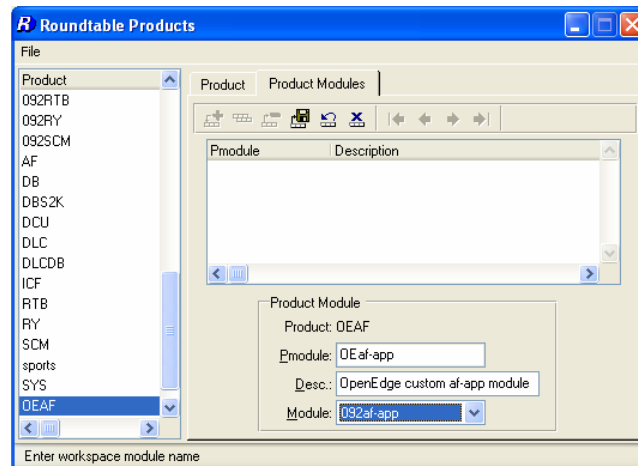 R Roundtable Products
File
Product
092RTB
092RY
092SCM
AF
DB
DBS2K
DCU
DLC
DLCDB
ICF
RTB
RY
SCM
sports
SYS
OEAF
Product Product Modules
Pmodule Description
Product Module
Product: OEAF
Pmodule: OEaf-app
Desc.: OpenEdge custom af-app module
Module: 092af-app
Enter workspace module name